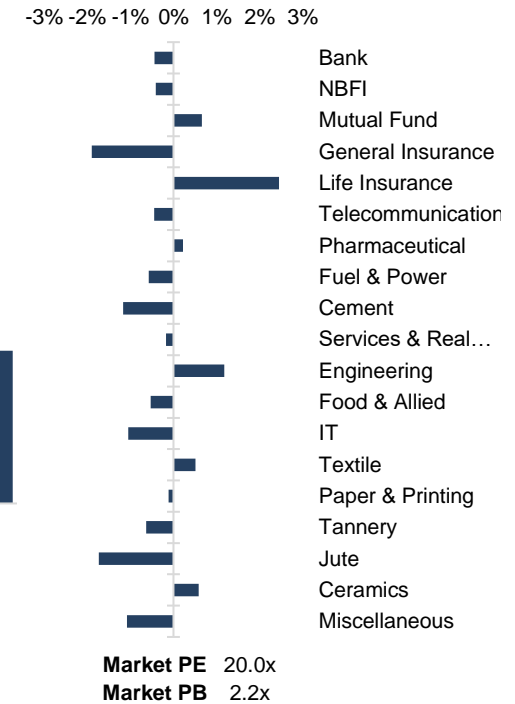 -3% -2% -1% 0% 1% 2% 3%
Bank
NBFI
Mutual Fund
General Insurance
Life Insurance
Telecommunication
Pharmaceutical
Fuel & Power
Cement
Services & Real…
Engineering
Food & Allied
IT
Textile
Paper & Printing
Tannery
Jute
Ceramics
Miscellaneous
Market PE 20.0x
Market PB 2.2x